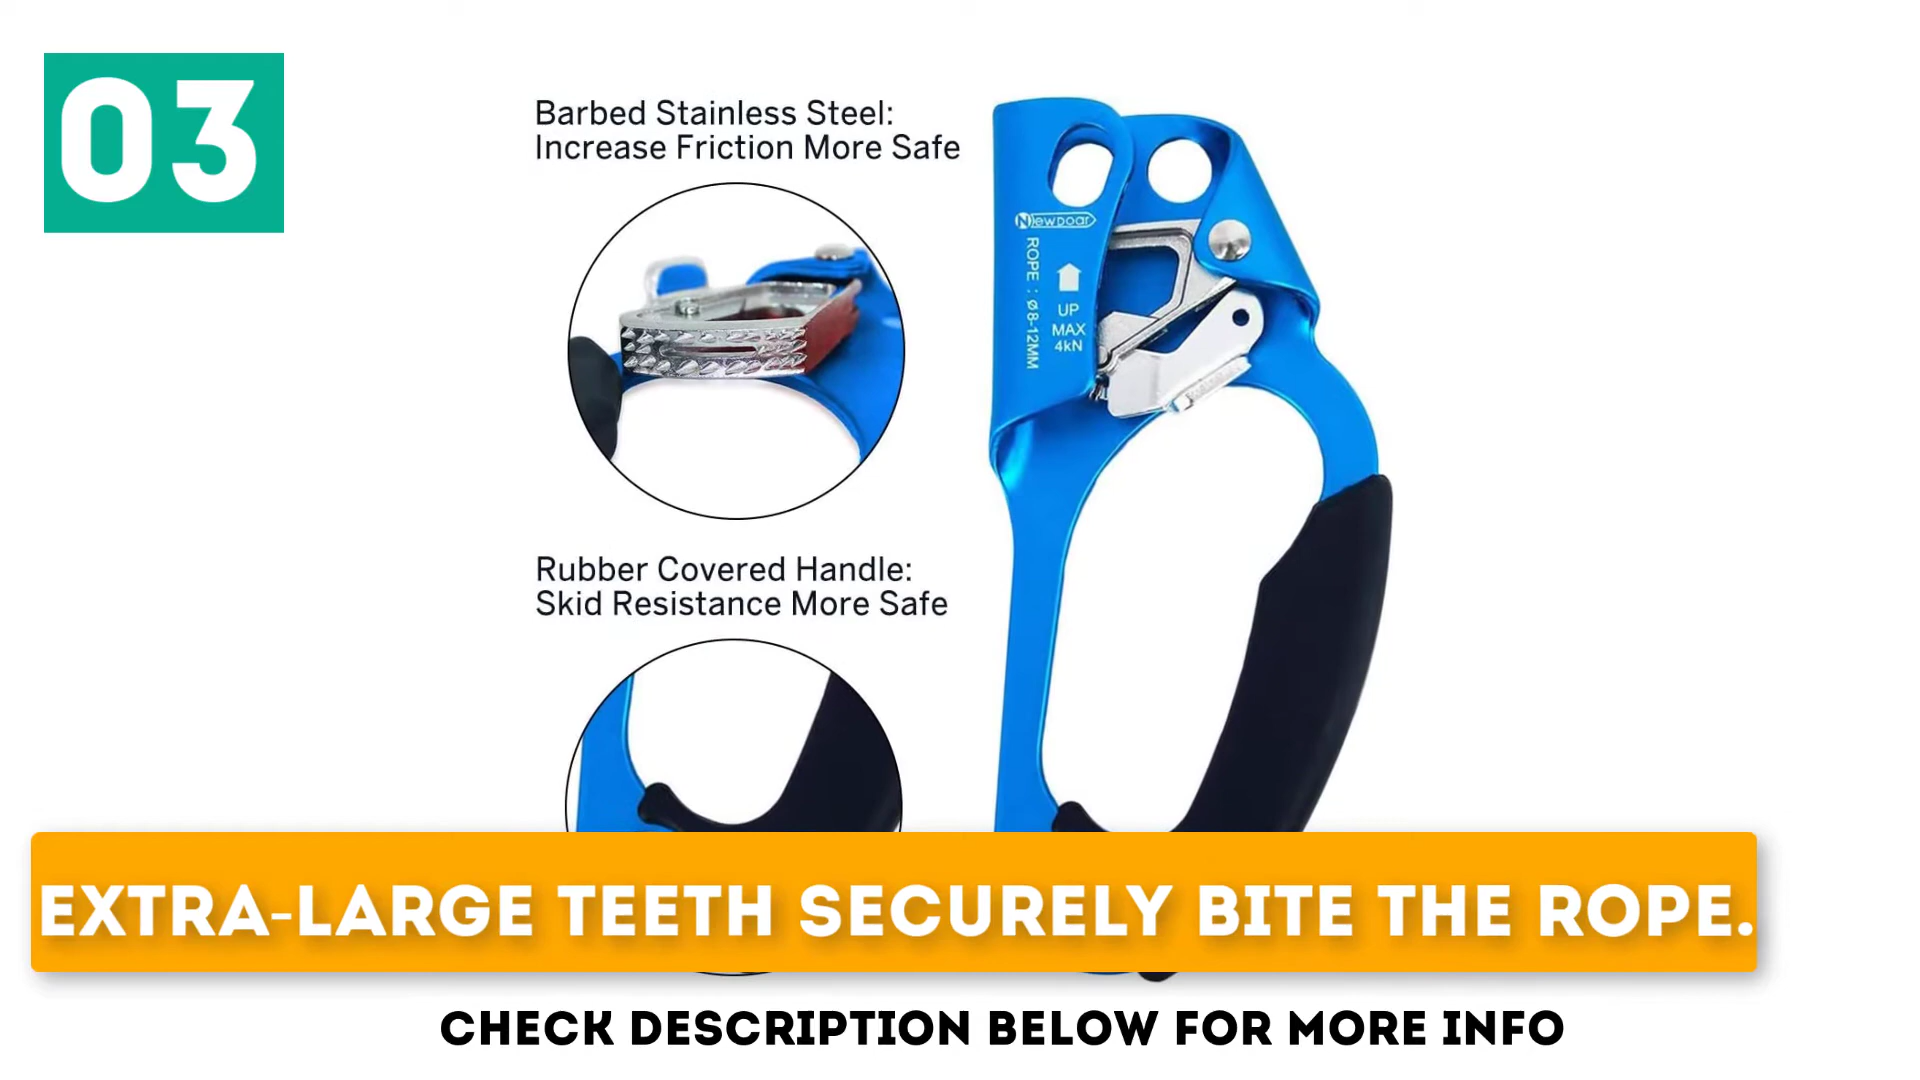 03
Barbed Stainless Steel:
Increase Friction More Safe
NewDoar
ROPE : Ø8-12MM
UP
MAX
4kN
Rubber Covered Handle:
Skid Resistance More Safe
EXTRA-LARGE TEETH SECURELY BITE THE ROPE.
CHECK DESCRIPTION BELOW FOR MORE INFO